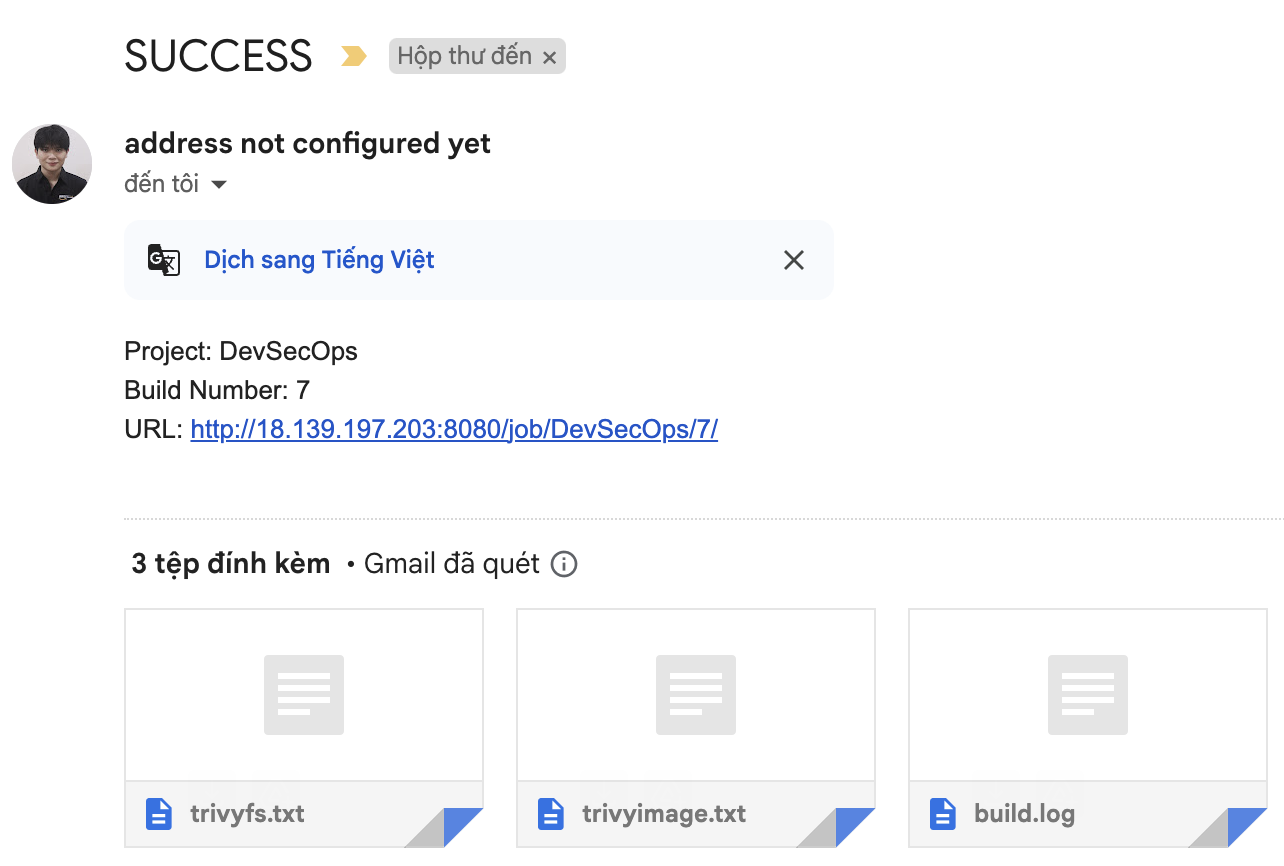 SUCCESS Hộp thư đến ×
address not configured yet
đến tôi
Dịch sang Tiếng Việt
Project: DevSecOps
Build Number: 7
URL: http://18.139.197.203:8080/job/DevSecOps/7/
3 tệp đính kèm • Gmail đã quét
trivyfs.txt trivyimage.txt build.log